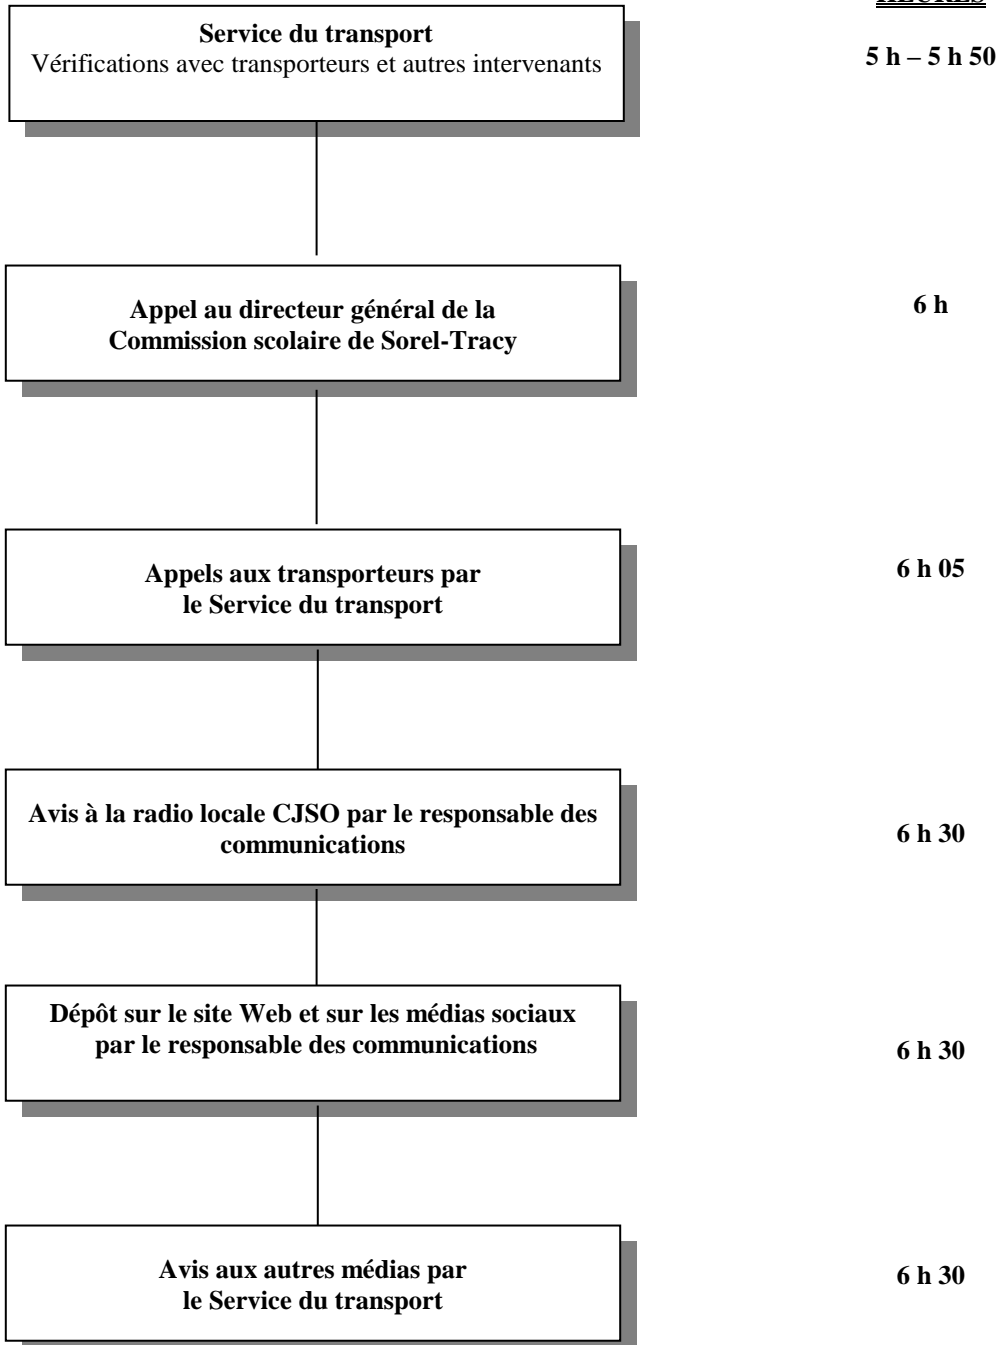 HEURES
Service du transport
Vérifications avec transporteurs et autres intervenants
5 h – 5 h 50
Appel au directeur général de la
Commission scolaire de Sorel-Tracy
6 h
Appels aux transporteurs par
le Service du transport
6 h 05
Avis à la radio locale CJSO par le responsable des
communications
6 h 30
Dépôt sur le site Web et sur les médias sociaux
par le responsable des communications
6 h 30
Avis aux autres médias par
le Service du transport
6 h 30